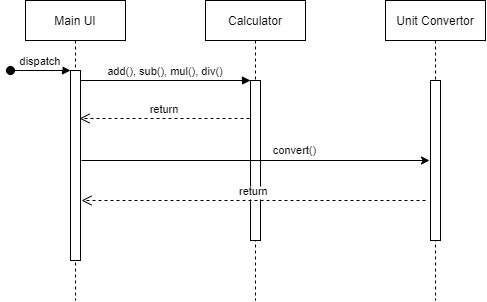 Main UI
Calculator
Unit Convertor
dispatch
add(), sub(), mul(), div()
return
convert()
return